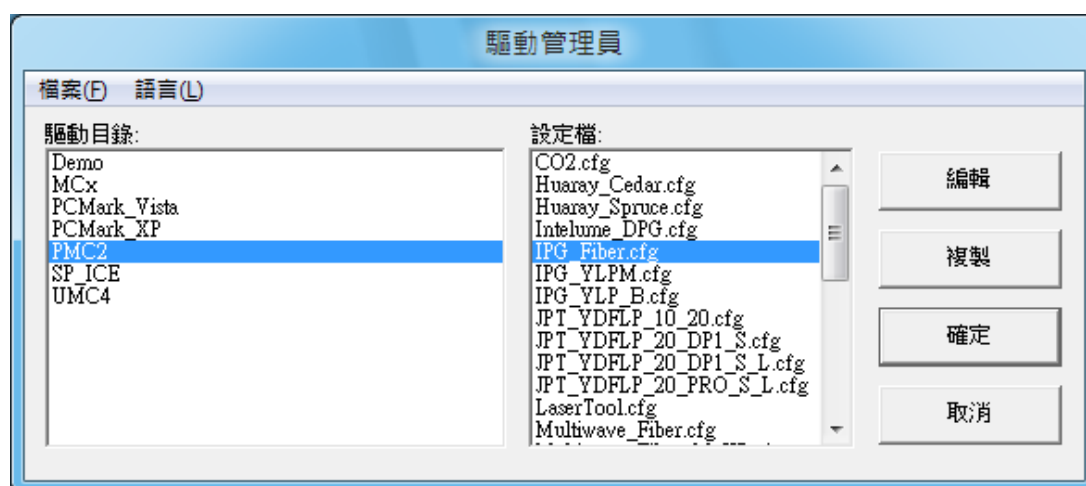 驅動管理員
檔案(F) 語言(L)
驅動目錄:
Demo
MCx
PCMark_Vista
PCMark_XP
PMC2
SP_ICE
UMC4
設定檔:
CO2.cfg
Huaray_Cedar.cfg
Huaray_Spruce.cfg
Intelume_DPG.cfg
IPG_Fiber.cfg
IPG_YLPM.cfg
IPG_YLP_B.cfg
JPT_YDFLP_10_20.cfg
JPT_YDFLP_20_DP1_S.cfg
JPT_YDFLP_20_DP1_S_L.cfg
JPT_YDFLP_20_PRO_S_L.cfg
LaserTool.cfg
Multiwave_Fiber.cfg
編輯
複製
確定
取消